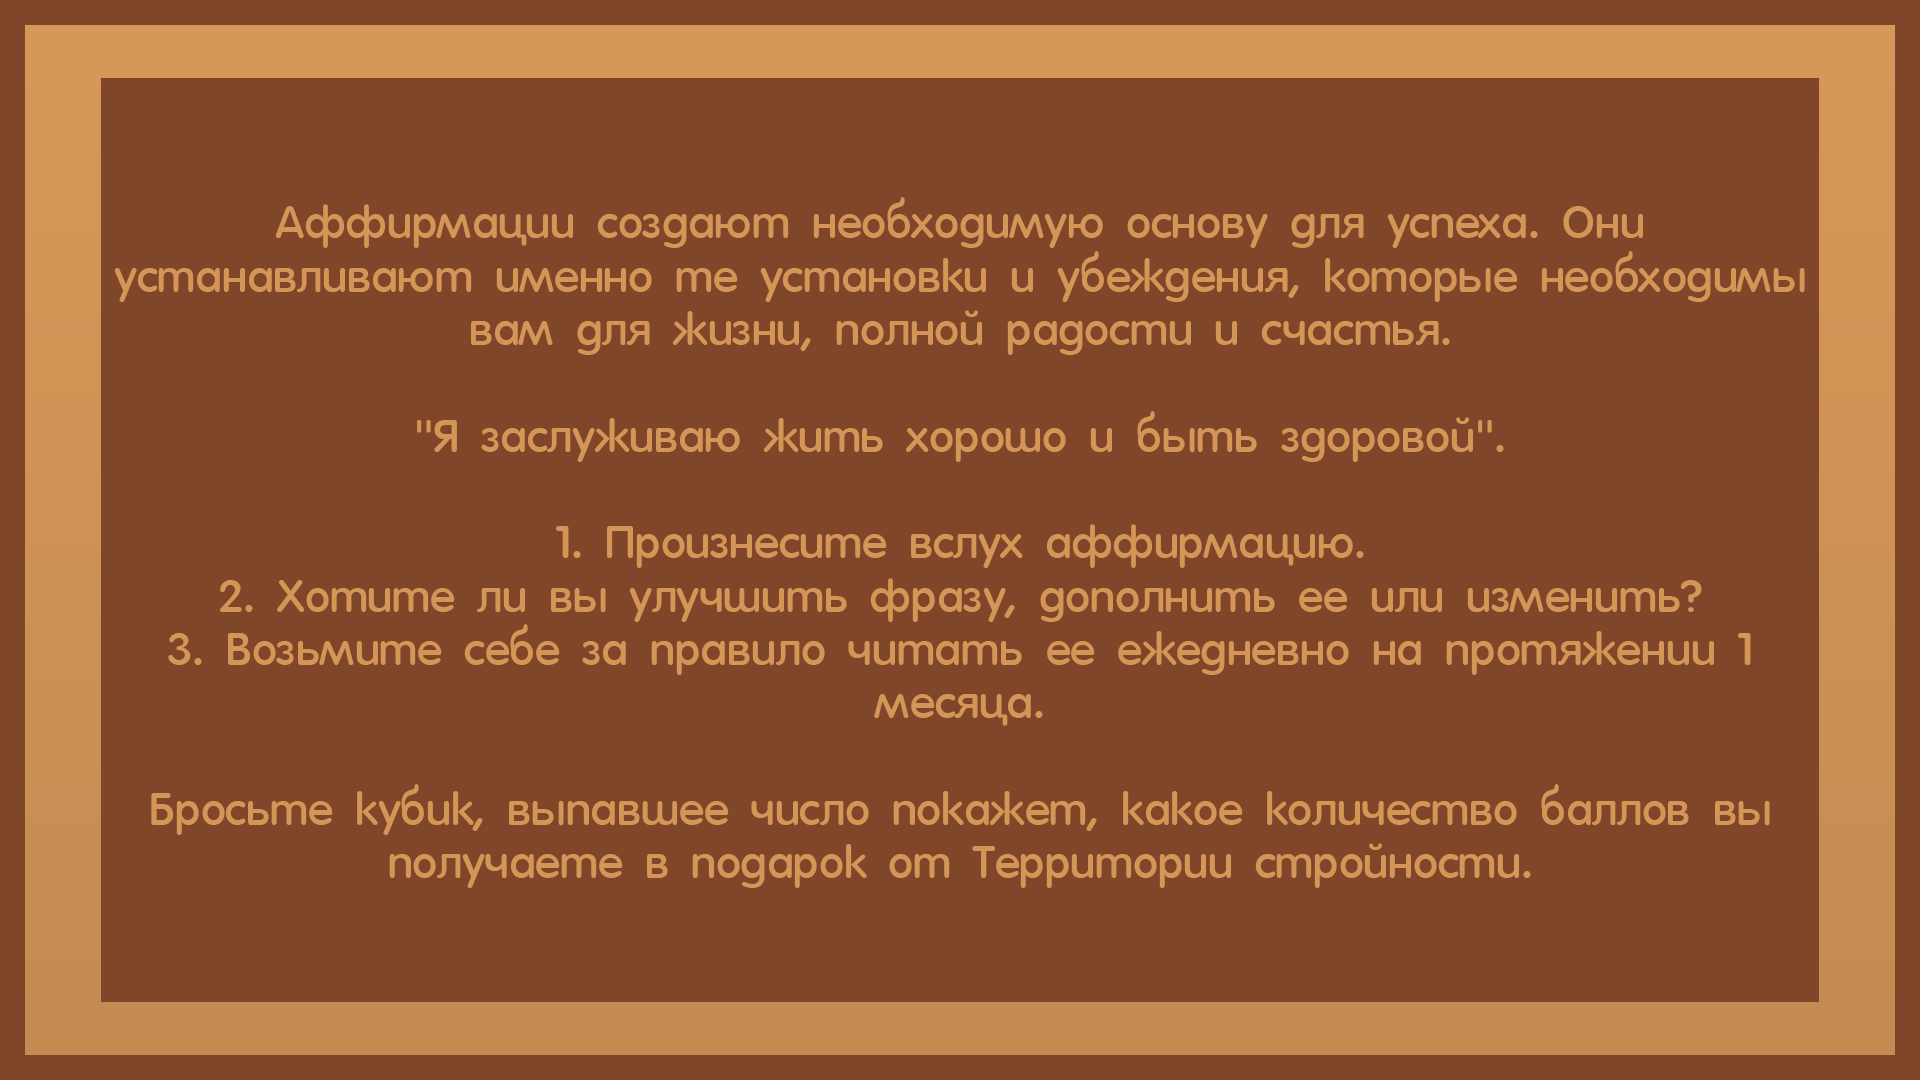 Аффирмации создают необходимую основу для успеха. Они
устанавливают именно те установки и убеждения, которые необходимы
вам для жизни, полной радости и счастья.
"Я заслуживаю жить хорошо и быть здоровой".
1. Произнесите вслух аффирмацию.
2. Хотите ли вы улучшить фразу, дополнить ее или изменить?
3. Возьмите себе за правило читать ее ежедневно на протяжении 1
месяца.
Бросьте кубик, выпавшее число покажет, какое количество баллов вы
получаете в подарок от Территории стройности.